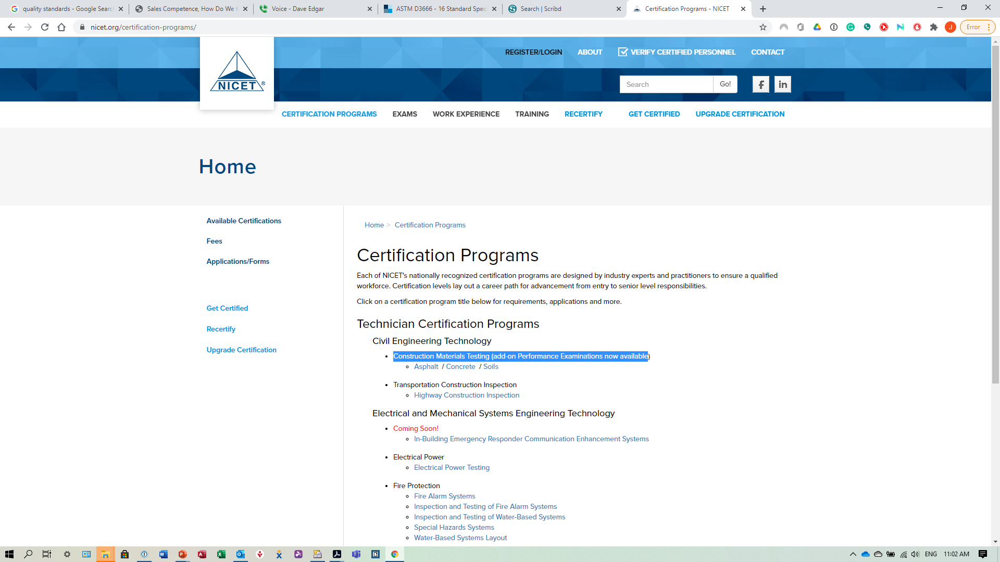 quality standards - Google Searc
Sales Competence, How Do We K
Voice - Dave Edgar
ASTM D3666 - 16 Standard Spec
Search | Scribd
Certification Programs - NICET
nicet.org/certification-programs/
Error
REGISTER/LOGIN
ABOUT
VERIFY CERTIFIED PERSONNEL
CONTACT
NICET®
Search
Go!
CERTIFICATION PROGRAMS
EXAMS
WORK EXPERIENCE
TRAINING
RECERTIFY
GET CERTIFIED
UPGRADE CERTIFICATION
Home
Available Certifications
Fees
Applications/Forms
Get Certified
Recertify
Upgrade Certification
Home > Certification Programs
Certification Programs
Each of NICET's nationally recognized certification programs are designed by industry experts and practitioners to ensure a qualified
workforce. Certification levels lay out a career path for advancement from entry to senior level responsibilities.
Click on a certification program title below for requirements, applications and more.
Technician Certification Programs
Civil Engineering Technology
Construction Materials Testing (add-on Performance Examinations now available)
Asphalt / Concrete / Soils
Transportation Construction Inspection
Highway Construction Inspection
Electrical and Mechanical Systems Engineering Technology
Coming Soon!
In-Building Emergency Responder Communication Enhancement Systems
Electrical Power
Electrical Power Testing
Fire Protection
Fire Alarm Systems
Inspection and Testing of Fire Alarm Systems
Inspection and Testing of Water-Based Systems
Special Hazards Systems
Water-Based Systems Layout
ENG
11:02 AM